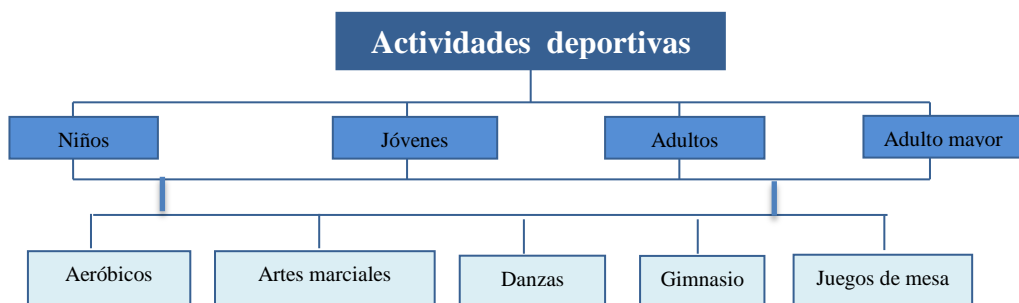 Actividades deportivas
Niños
Jóvenes
Adultos
Adulto mayor
Aeróbicos
Artes marciales
Danzas
Gimnasio
Juegos de mesa